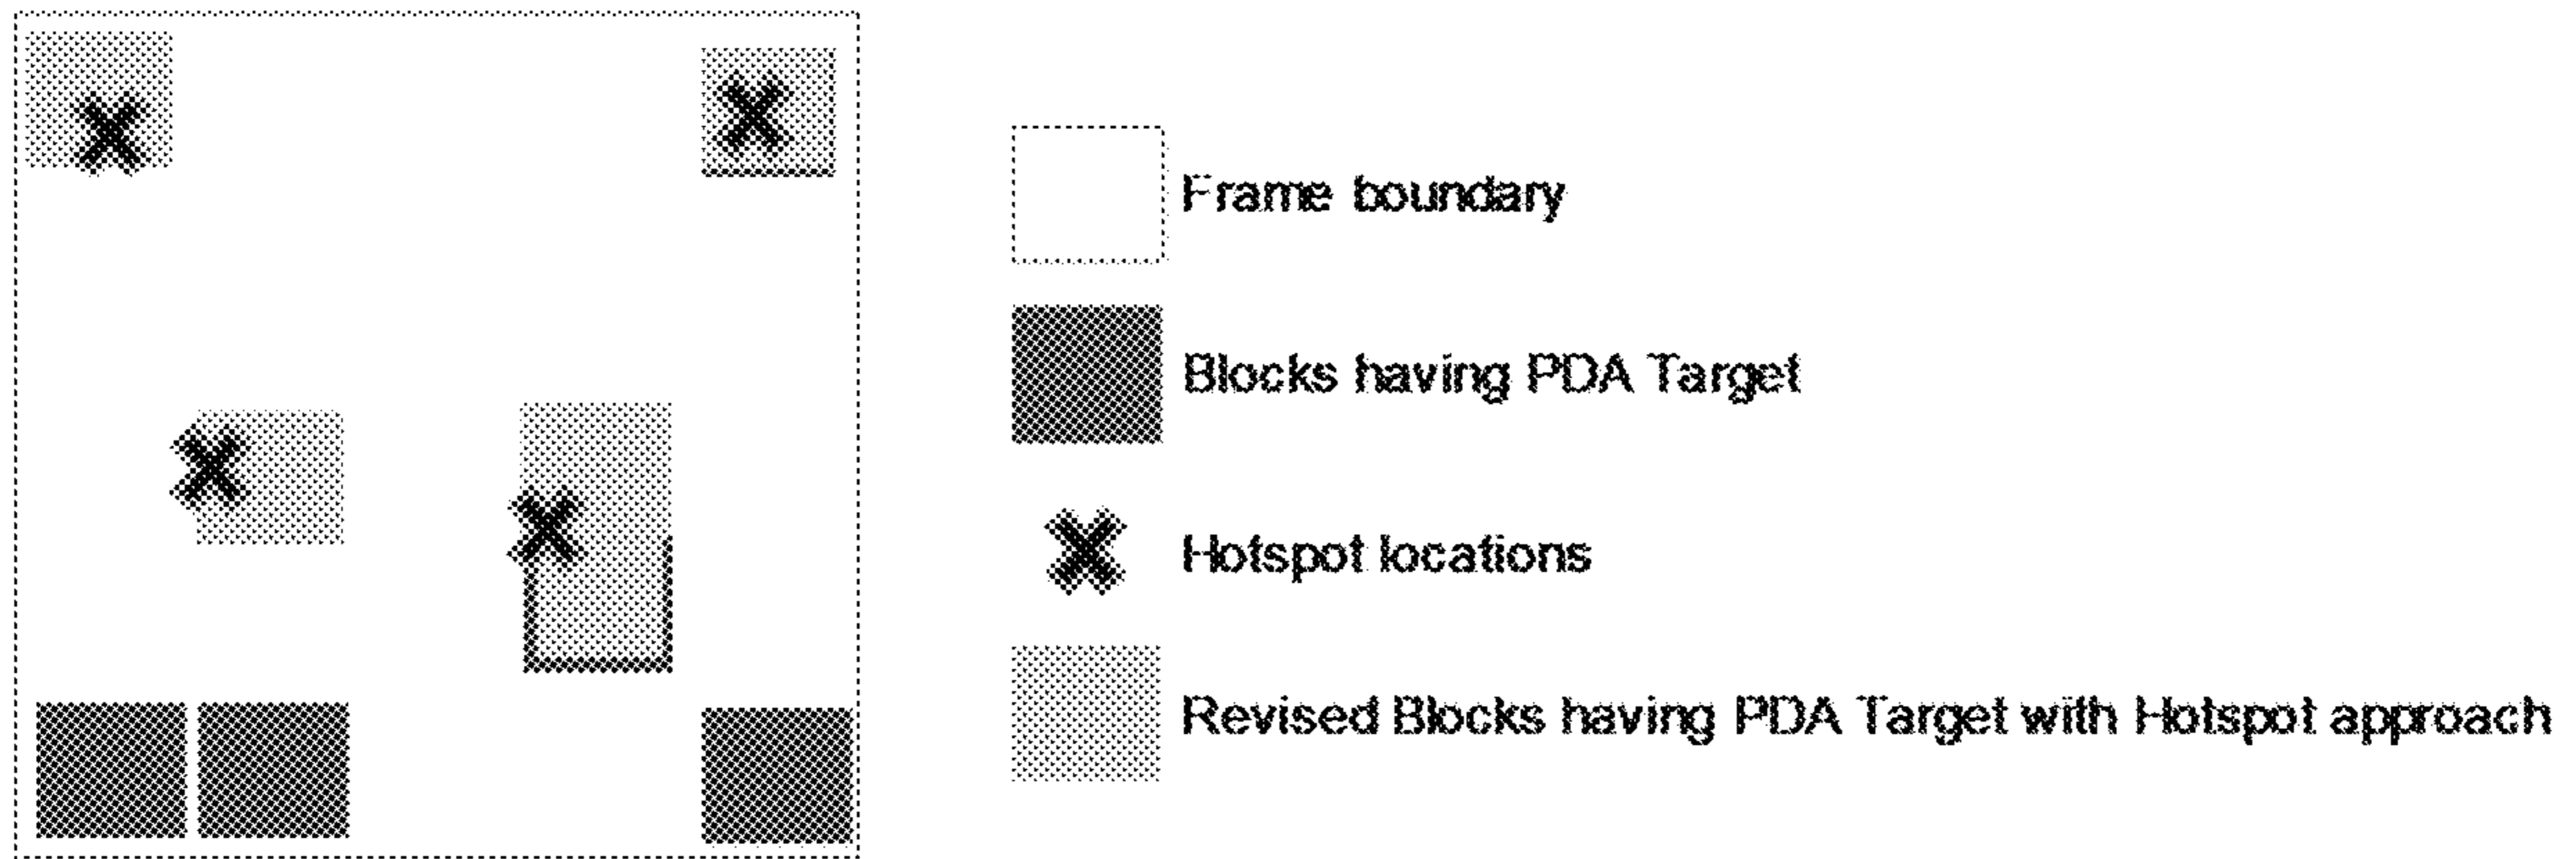 Frame boundary
Blocks having PDA Target
Hotspot locations
Revised Blocks having PDA Target with Hotspot approach